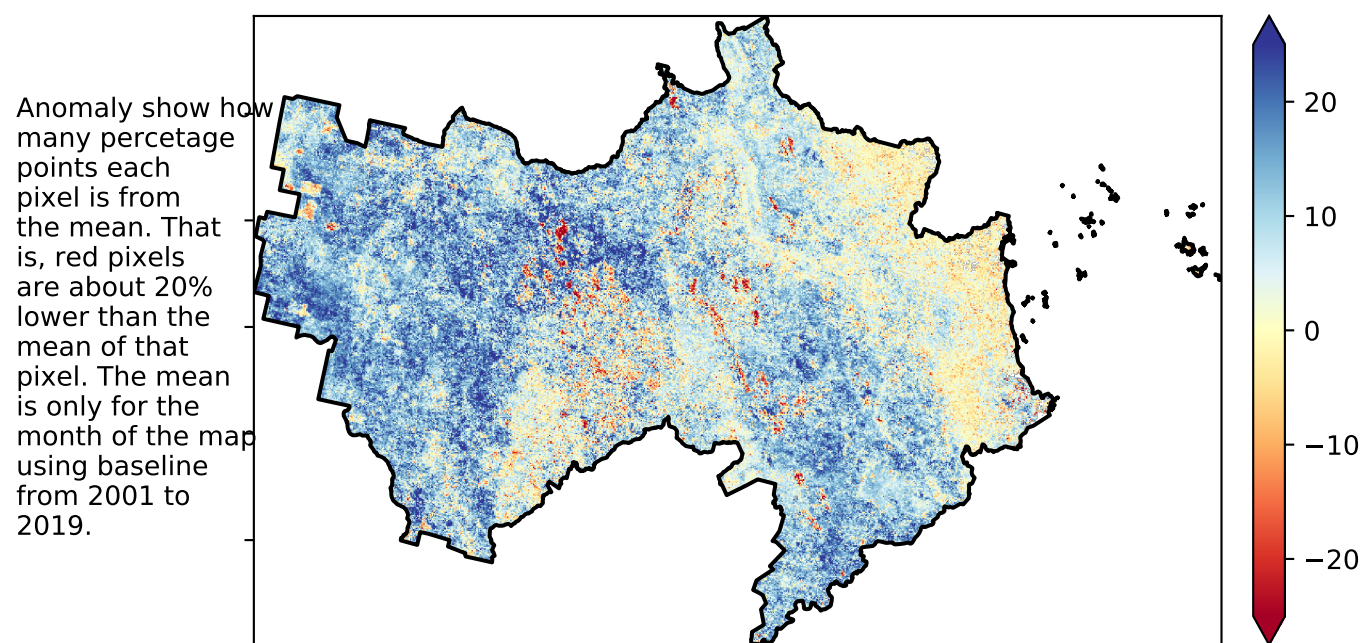 Anomaly show how
many percetage
points each
pixel is from
the mean. That
is, red pixels
are about 20%
lower than the
mean of that
pixel. The mean
is only for the
month of the map
using baseline
from 2001 to
2019.
20
10
0
−10
−20